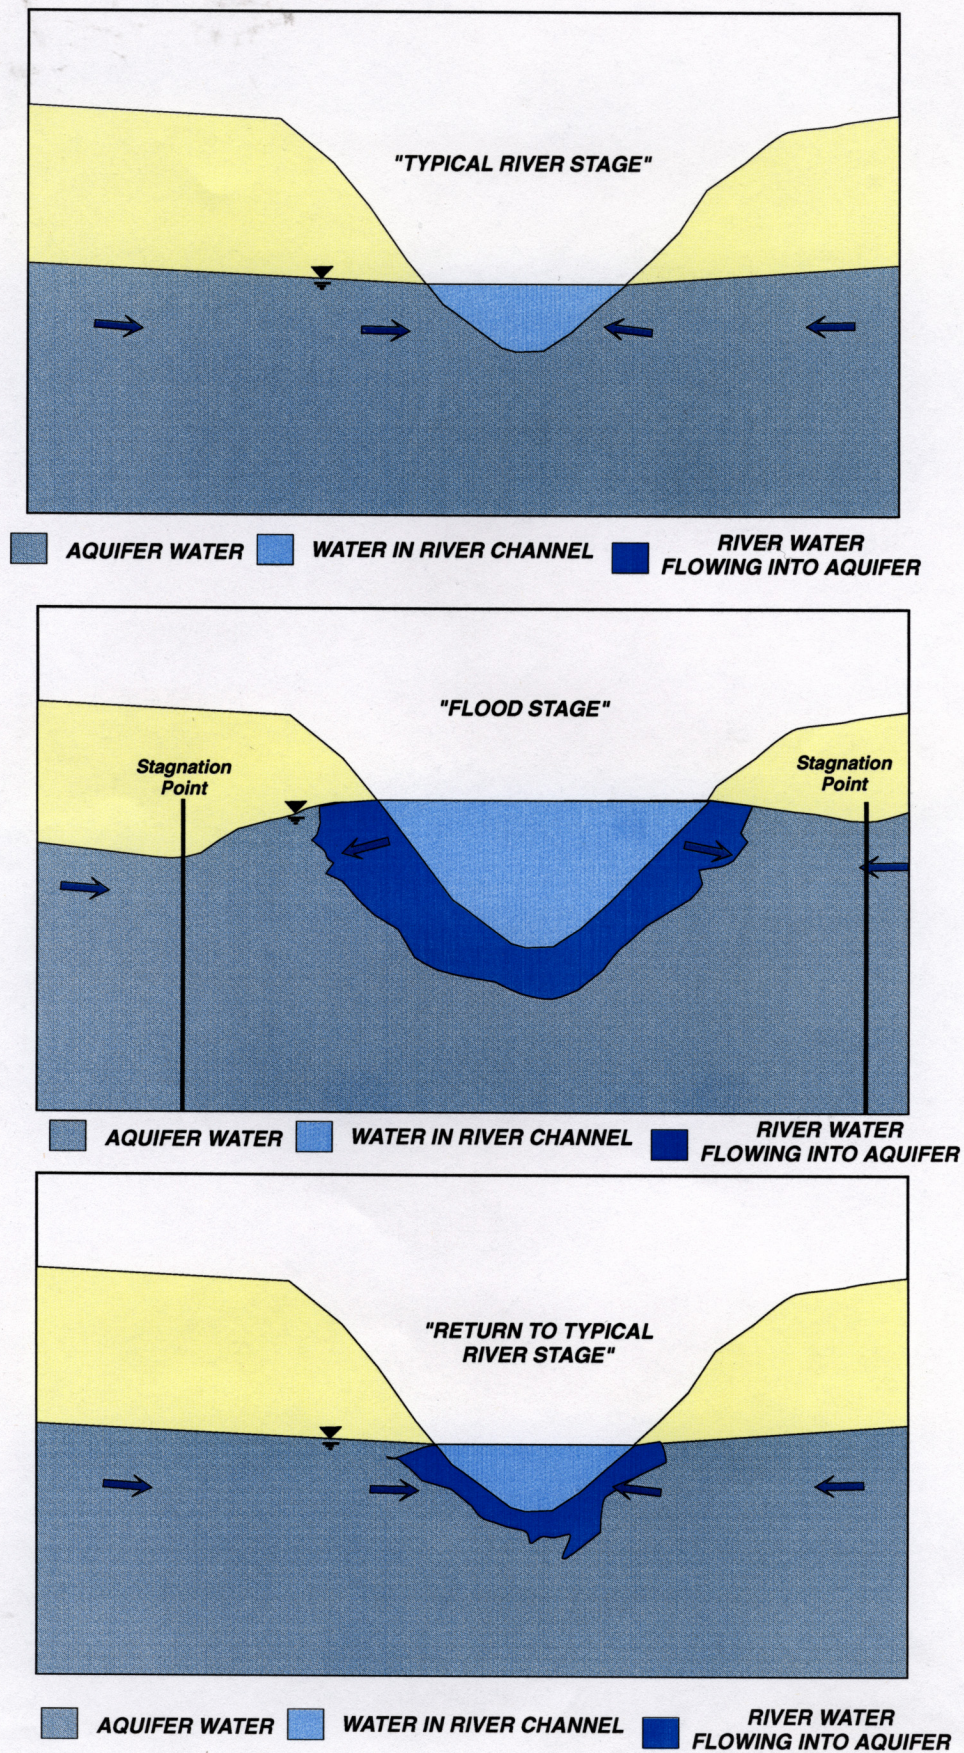 "TYPICAL RIVER STAGE"
AQUIFER WATER
WATER IN RIVER CHANNEL
RIVER WATER
FLOWING INTO AQUIFER
"FLOOD STAGE"
Stagnation
Point
Stagnation
Point
AQUIFER WATER
WATER IN RIVER CHANNEL
RIVER WATER
FLOWING INTO AQUIFER
"RETURN TO TYPICAL
RIVER STAGE"
AQUIFER WATER
WATER IN RIVER CHANNEL
RIVER WATER
FLOWING INTO AQUIFER